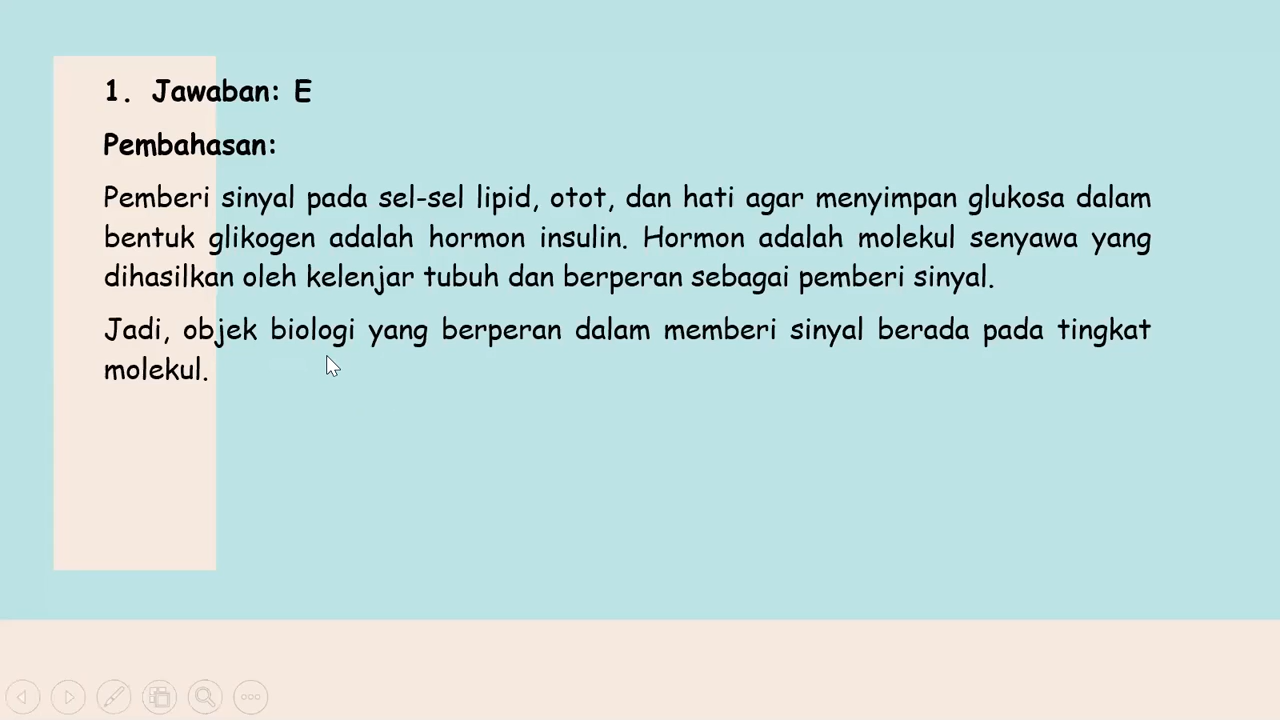 1. Jawaban: E
Pembahasan:
Pemberi sinyal pada sel-sel lipid, otot, dan hati agar menyimpan glukosa dalam
bentuk glikogen adalah hormon insulin. Hormon adalah molekul senyawa yang
dihasilkan oleh kelenjar tubuh dan berperan sebagai pemberi sinyal.
Jadi, objek biologi yang berperan dalam memberi sinyal berada pada tingkat
molekul.